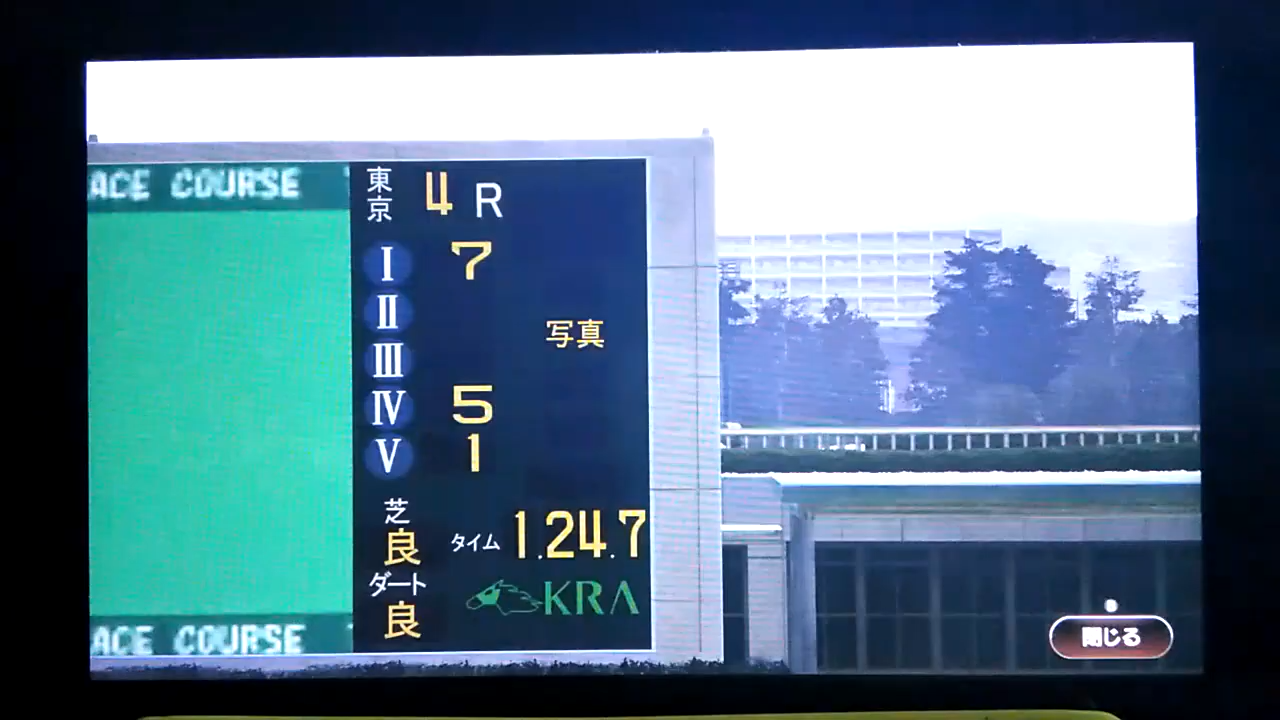 ACE COURSE
東京 4 R
I 7
II
写真
III
IV 5
V 1
芝
良
タイム 1.24.7
ダート
KRA
良
ACE COURSE
B
閉じる